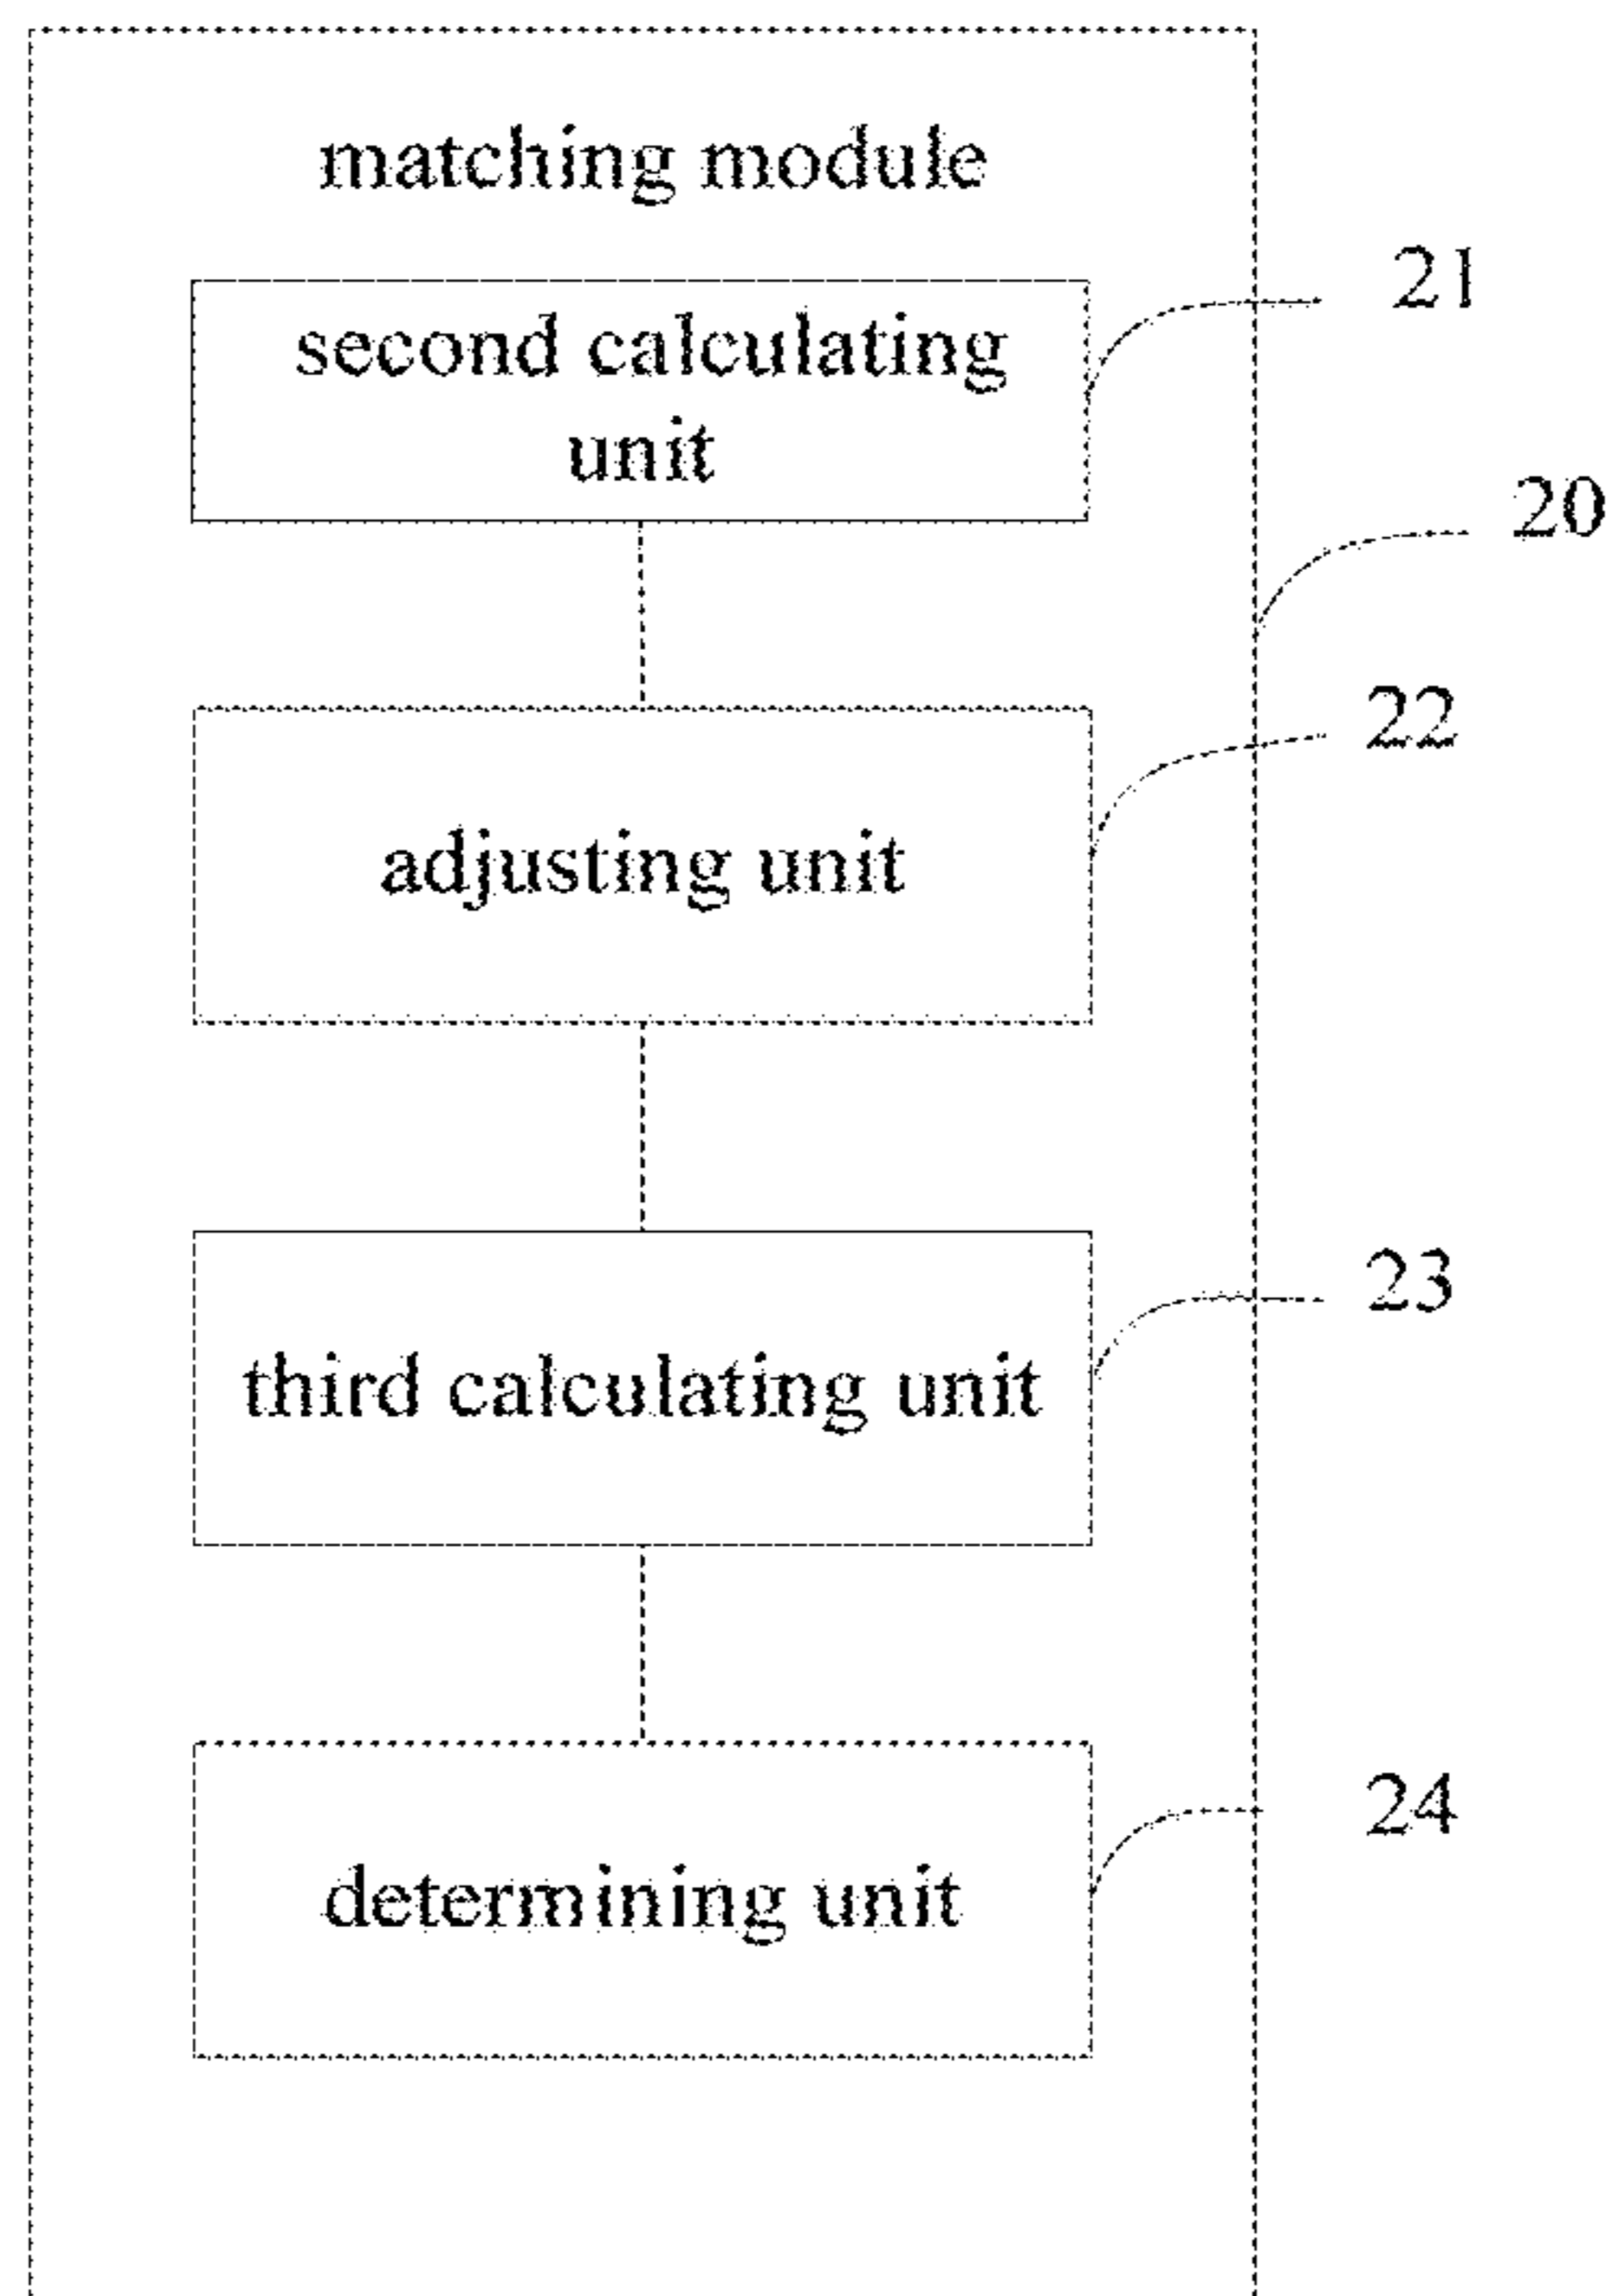 matching module
21
second calculating
unit
20
22
adjusting unit
23
third calculating unit
24
determining unit